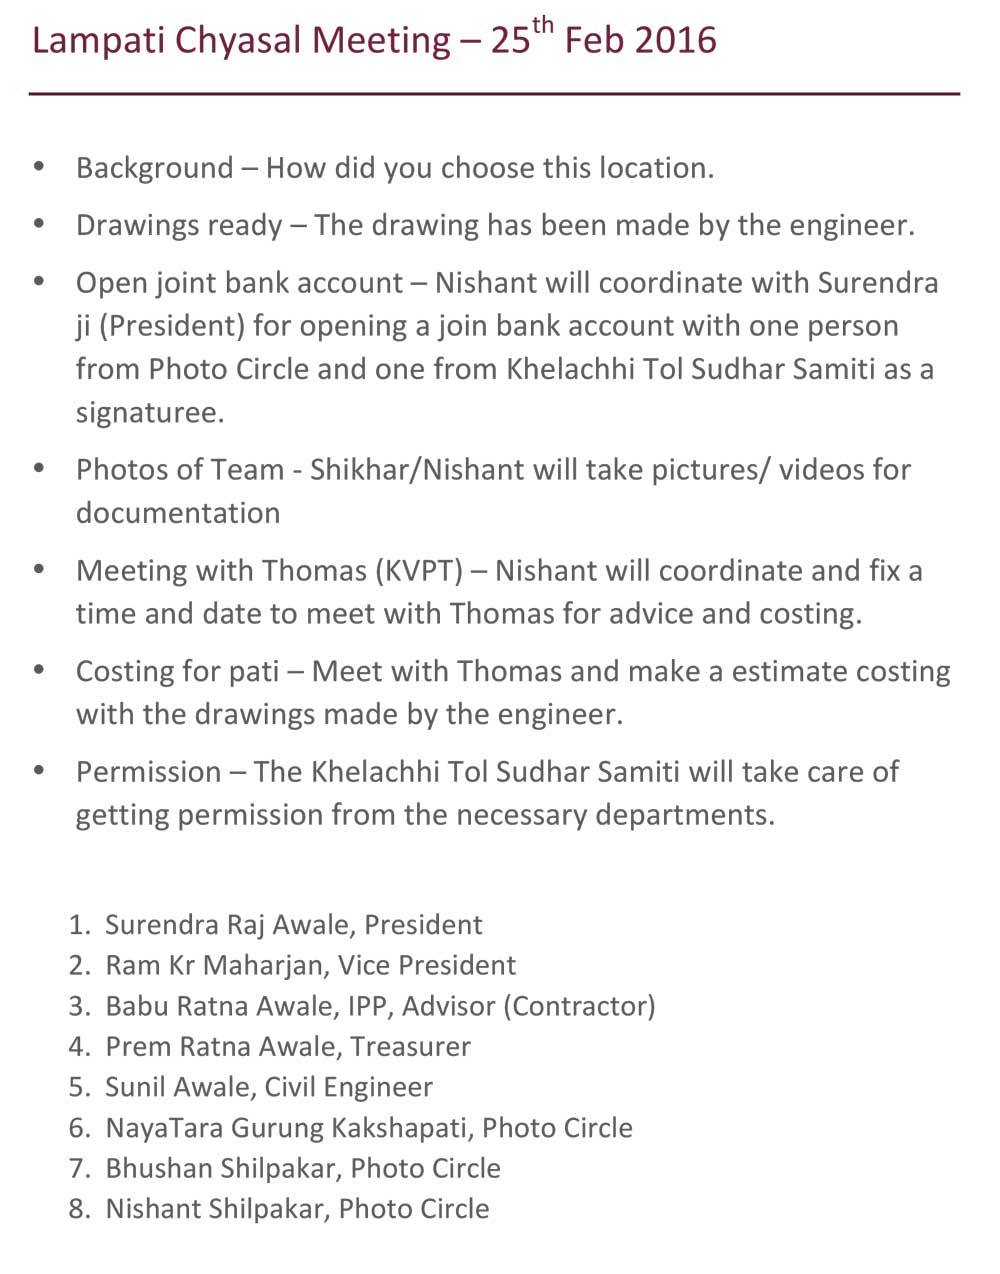 Lampati Chyasal Meeting – 25th Feb 2016
• Background – How did you choose this location.
• Drawings ready – The drawing has been made by the engineer.
• Open joint bank account – Nishant will coordinate with Surendra
ji (President) for opening a join bank account with one person
from Photo Circle and one from Khelachhi Tol Sudhar Samiti as a
signaturee.
• Photos of Team - Shikhar/Nishant will take pictures/ videos for
documentation
• Meeting with Thomas (KVPT) – Nishant will coordinate and fix a
time and date to meet with Thomas for advice and costing.
• Costing for pati – Meet with Thomas and make a estimate costing
with the drawings made by the engineer.
• Permission – The Khelachhi Tol Sudhar Samiti will take care of
getting permission from the necessary departments.
1. Surendra Raj Awale, President
2. Ram Kr Maharjan, Vice President
3. Babu Ratna Awale, IPP, Advisor (Contractor)
4. Prem Ratna Awale, Treasurer
5. Sunil Awale, Civil Engineer
6. NayaTara Gurung Kakshapati, Photo Circle
7. Bhushan Shilpakar, Photo Circle
8. Nishant Shilpakar, Photo Circle